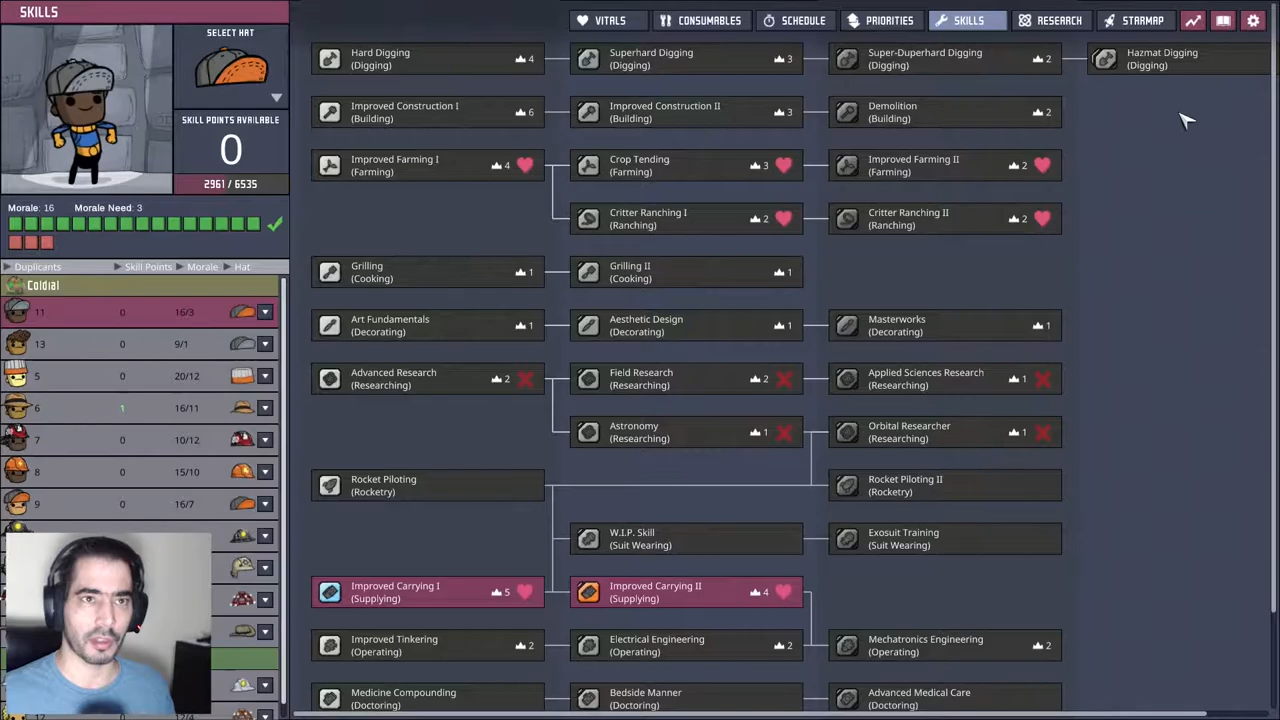 SKILLS
SELECT HAT
SKILL POINTS AVAILABLE
0
2961 / 6535
Morale: 16 Morale Need: 3
Duplicants Skill Points Morale Hat
Coldial
11 0 16/3
13 0 9/1
5 0 20/12
6 1 16/11
7 0 10/12
8 0 15/10
9 0 16/7
VITALS CONSUMABLES SCHEDULE PRIORITIES SKILLS RESEARCH STARMAP
Hard Digging
(Digging)
4
Superhard Digging
(Digging)
3
Super-Duperhard Digging
(Digging)
2
Hazmat Digging
(Digging)
Improved Construction I
(Building)
6
Improved Construction II
(Building)
3
Demolition
(Building)
2
Improved Farming I
(Farming)
4
Crop Tending
(Farming)
3
Improved Farming II
(Farming)
2
Critter Ranching I
(Ranching)
2
Critter Ranching II
(Ranching)
2
Grilling
(Cooking)
1
Grilling II
(Cooking)
1
Art Fundamentals
(Decorating)
1
Aesthetic Design
(Decorating)
1
Masterworks
(Decorating)
1
Advanced Research
(Researching)
2
Field Research
(Researching)
2
Applied Sciences Research
(Researching)
1
Astronomy
(Researching)
1
Orbital Researcher
(Researching)
1
Rocket Piloting
(Rocketry)
Rocket Piloting II
(Rocketry)
W.I.P. Skill
(Suit Wearing)
Exosuit Training
(Suit Wearing)
Improved Carrying I
(Supplying)
5
Improved Carrying II
(Supplying)
4
Improved Tinkering
(Operating)
2
Electrical Engineering
(Operating)
2
Mechatronics Engineering
(Operating)
2
Medicine Compounding
(Doctoring)
Bedside Manner
(Doctoring)
Advanced Medical Care
(Doctoring)